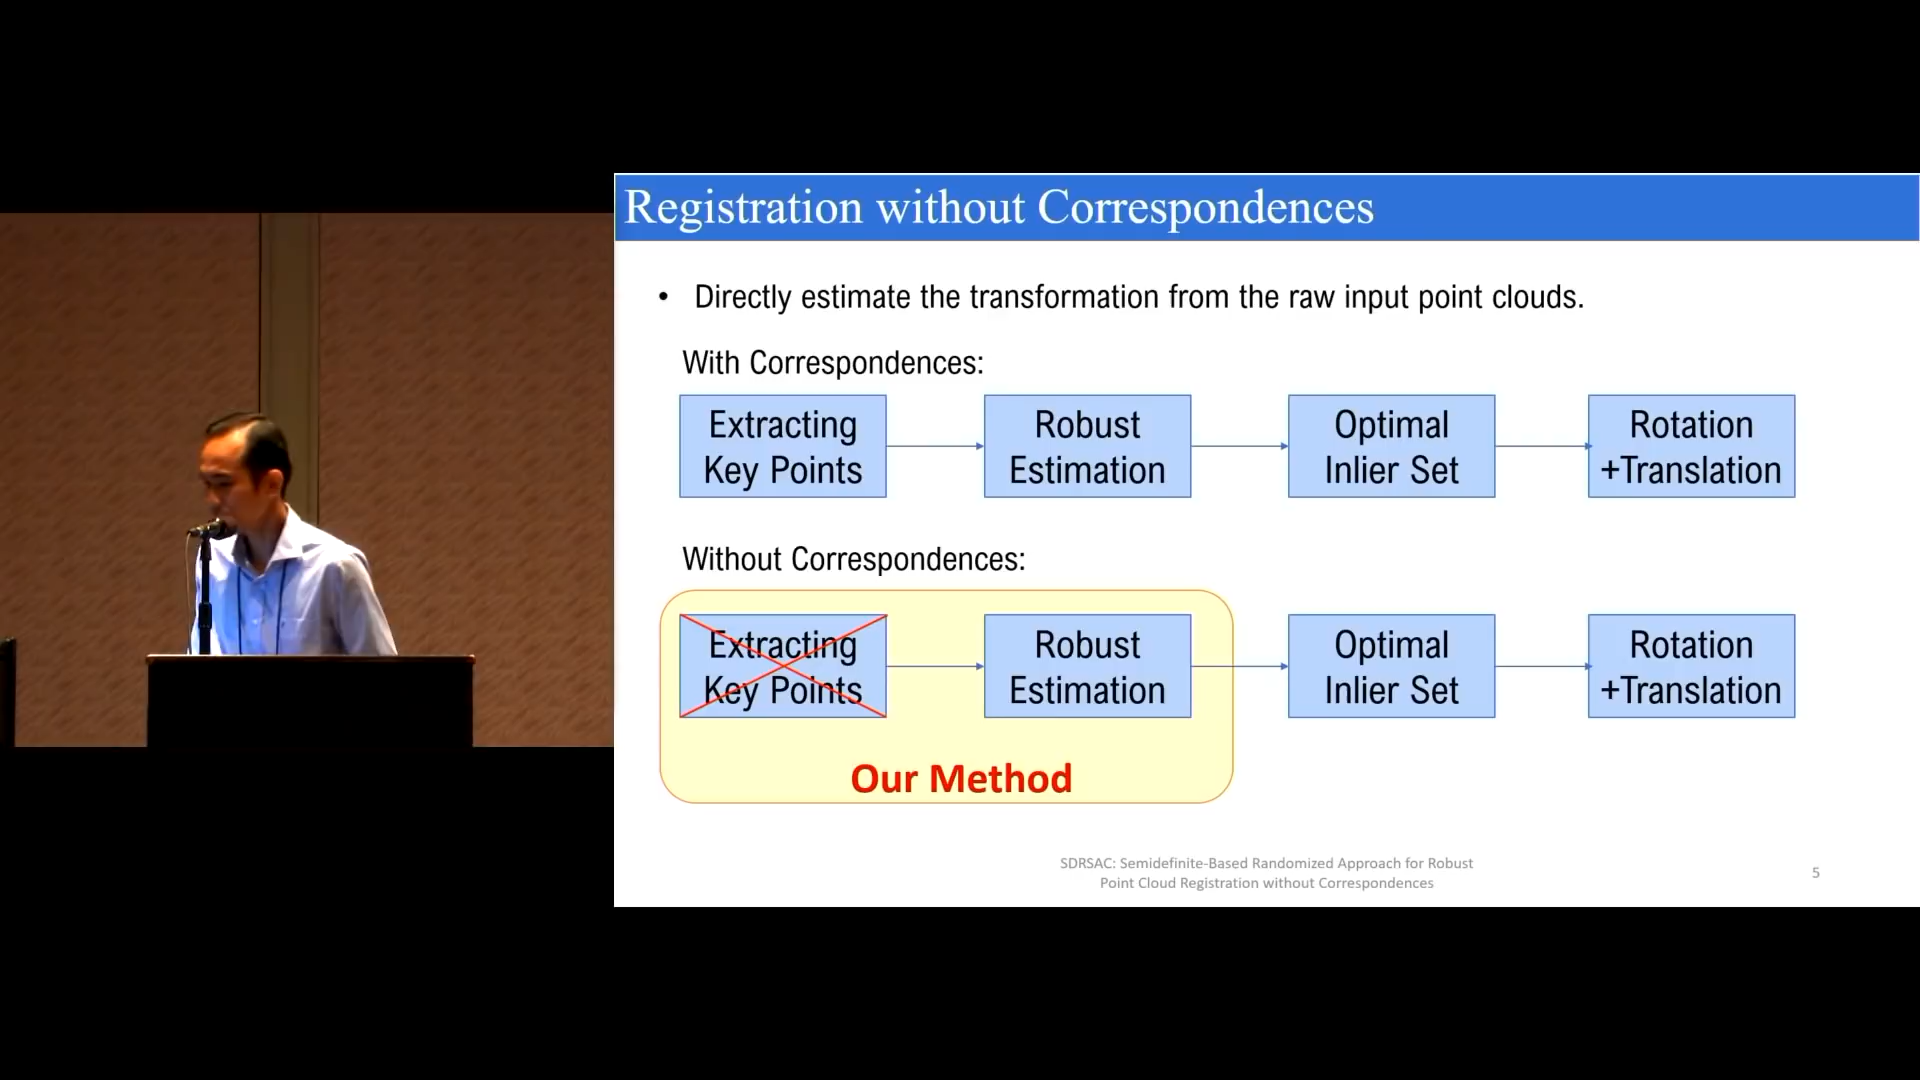 Registration without Correspondences
• Directly estimate the transformation from the raw input point clouds.
With Correspondences:
Extracting
Key Points
Robust
Estimation
Optimal
Inlier Set
Rotation
+Translation
Without Correspondences:
Extracting
Key Points
Robust
Estimation
Optimal
Inlier Set
Rotation
+Translation
Our Method
SDRSAC: Semidefinite-Based Randomized Approach for Robust
Point Cloud Registration without Correspondences
5